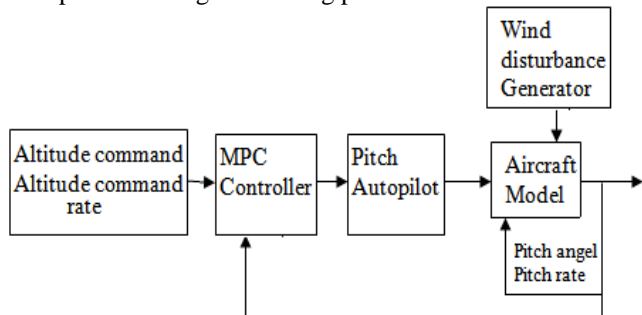 Wind
disturbance
Generator
Altitude command
Altitude command
rate
MPC
Controller
Pitch
Autopilot
Aircraft
Model
Pitch angel
Pitch rate